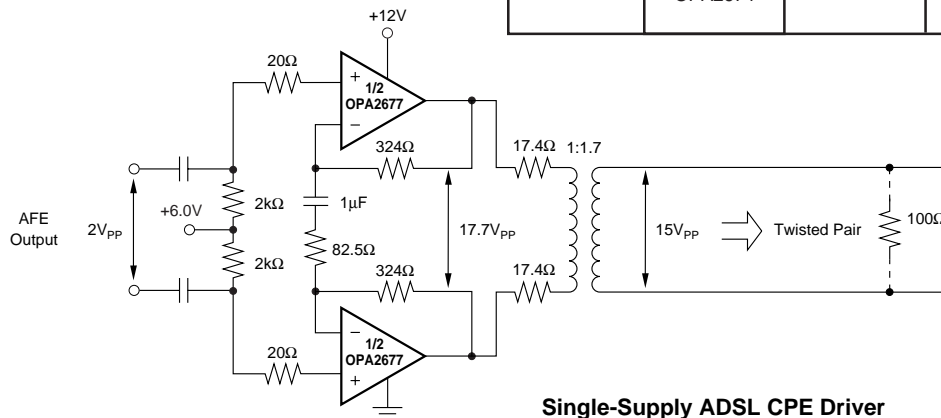 +12V
20Ω
+
1/2
OPA2677
−
324Ω
17.4Ω
1:1.7
AFE
Output
2V_PP
+6.0V
2kΩ
2kΩ
1μF
82.5Ω
17.7V_PP
15V_PP
Twisted Pair
100Ω
324Ω
17.4Ω
−
1/2
OPA2677
+
20Ω
Single-Supply ADSL CPE Driver